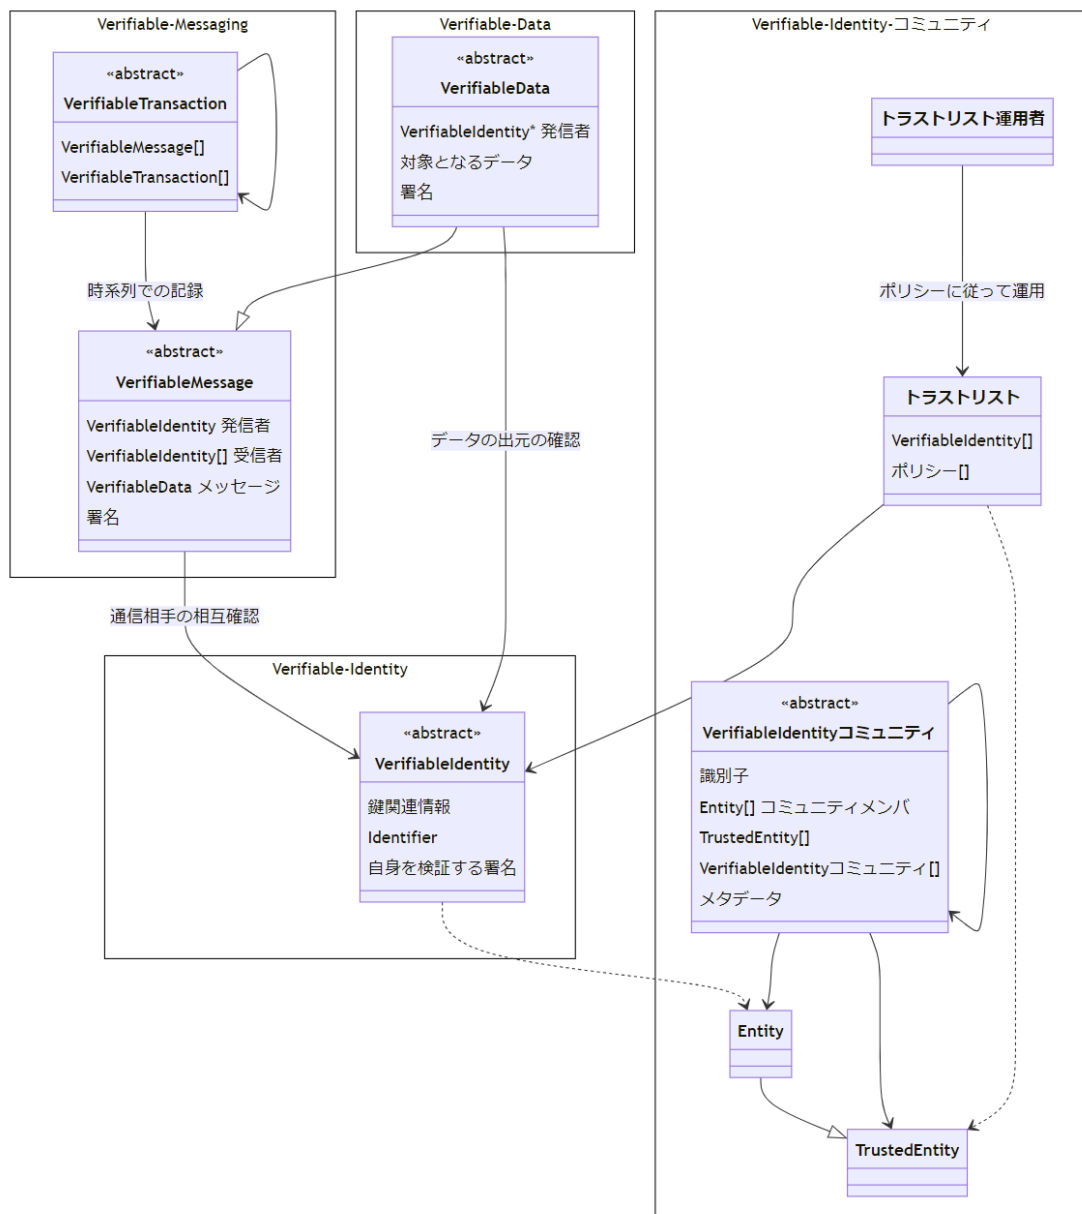 Verifiable-Messaging
«abstract»
VerifiableTransaction
VerifiableMessage[]
VerifiableTransaction[]
時系列での記録
«abstract»
VerifiableMessage
VerifiableIdentity 発信者
VerifiableIdentity[] 受信者
VerifiableData メッセージ
署名
通信相手の相互確認
Verifiable-Data
«abstract»
VerifiableData
VerifiableIdentity* 発信者
対象となるデータ
署名
データの出元の確認
Verifiable-Identity
«abstract»
VerifiableIdentity
鍵関連情報
Identifier
自身を検証する署名
Verifiable-Identity-コミュニティ
トラストリスト運用者
ポリシーに従って運用
トラストリスト
VerifiableIdentity[]
ポリシー[]
«abstract»
VerifiableIdentityコミュニティ
識別子
Entity[] コミュニティメンバ
TrustedEntity[]
VerifiableIdentityコミュニティ[]
メタデータ
Entity
TrustedEntity